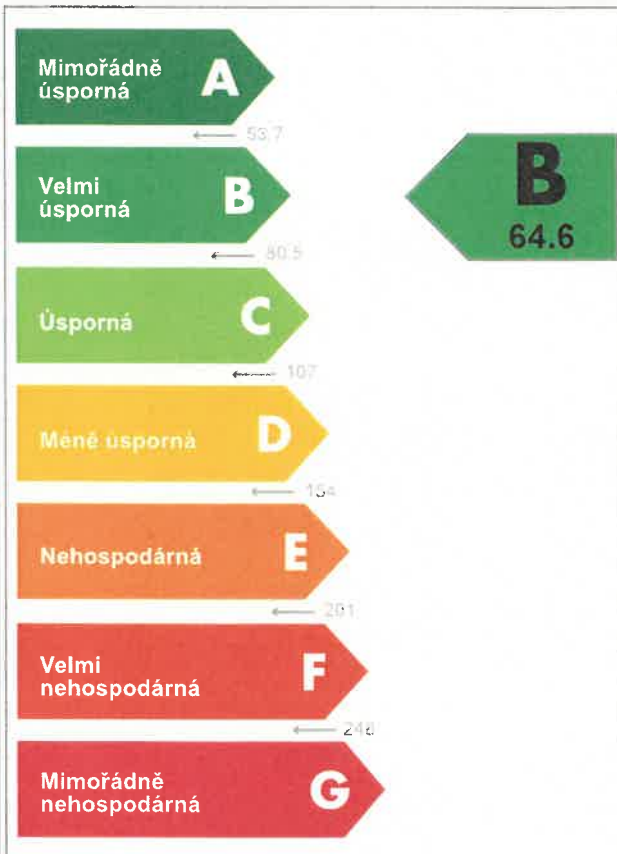 Mimořádně
úsporná
A
53.7
Velmi
úsporná
B
80.5
B
64.6
Úsporná
C
107
Méně úsporná
D
154
Nehospodárná
E
201
Velmi
nehospodárná
F
Mimořádně
nehospodárná
G